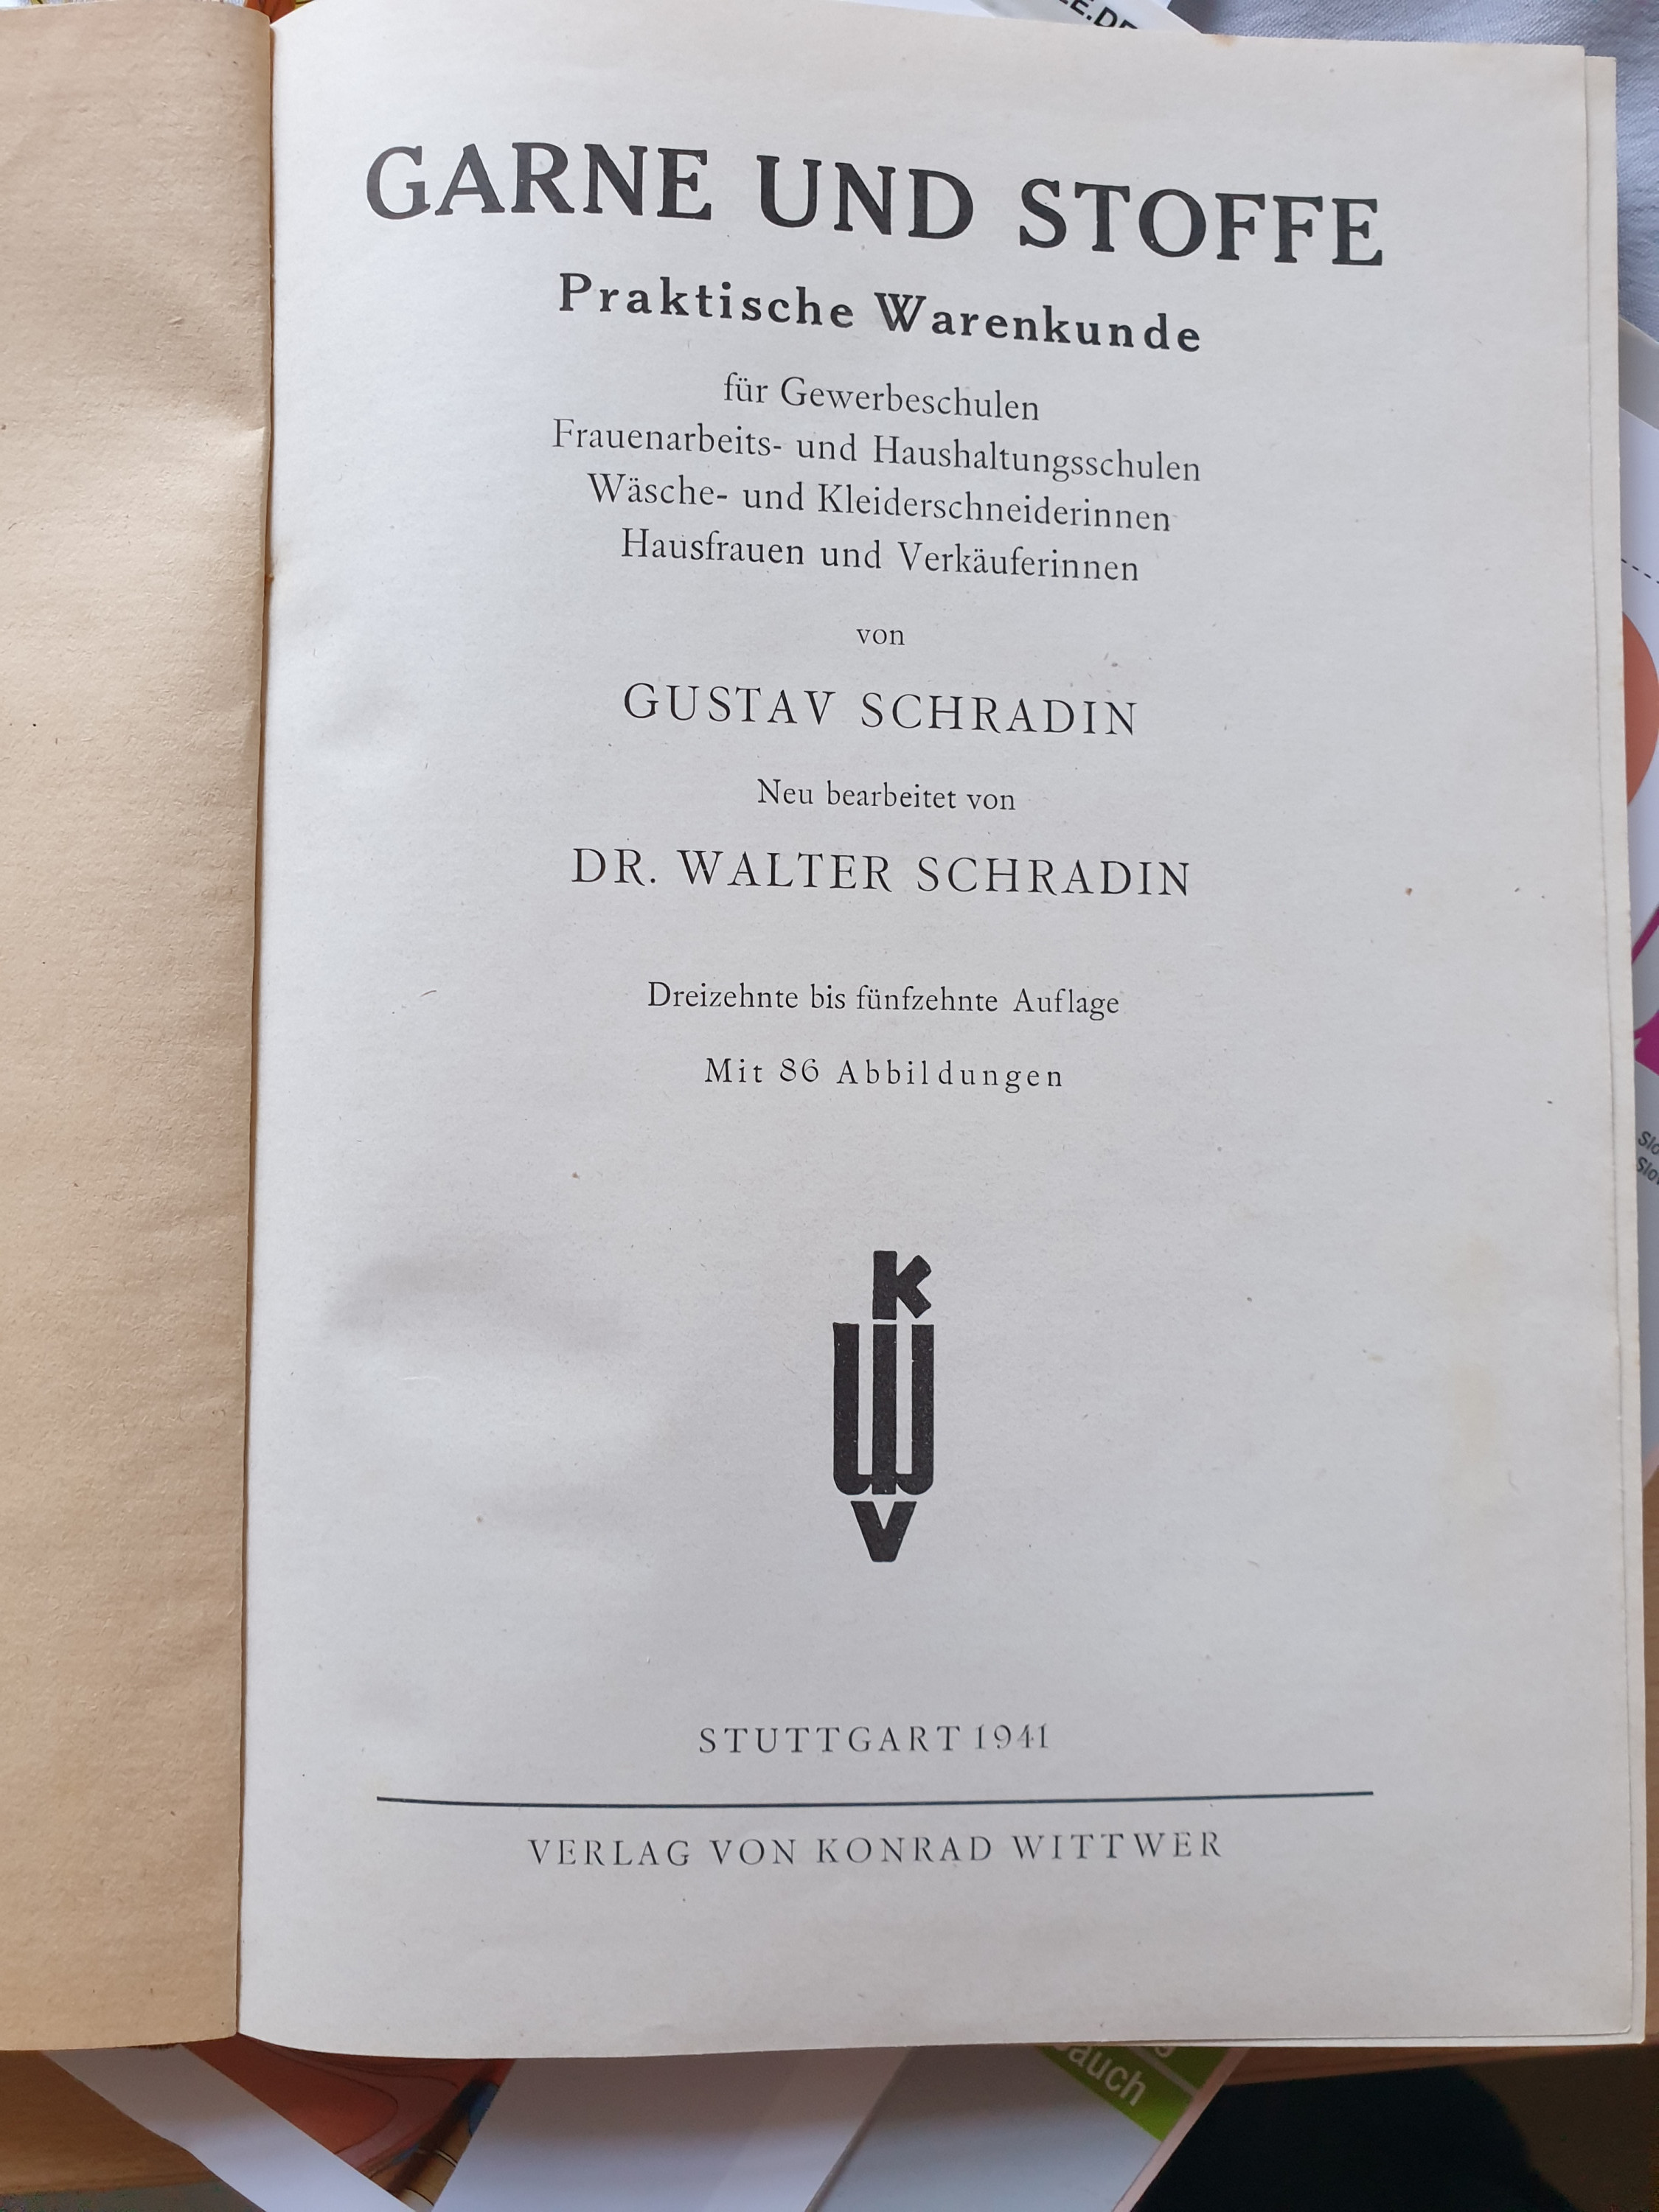 GARNE UND STOFFE
Praktische Warenkunde
für Gewerbeschulen
Frauenarbeits- und Haushaltungsschulen
Wäsche- und Kleiderschneiderinnen
Hausfrauen und Verkäuferinnen
von
GUSTAV SCHRADIN
Neu bearbeitet von
DR. WALTER SCHRADIN
Dreizehnte bis fünfzehnte Auflage
Mit 86 Abbildungen
K
W
V
STUTTGART 1941
VERLAG VON KONRAD WITTWER